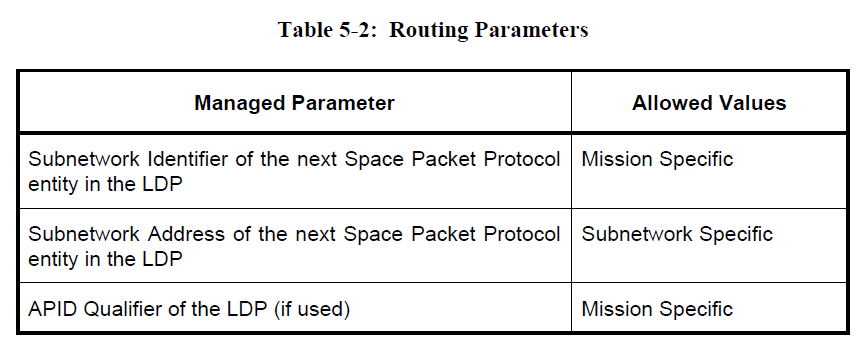 Table 5-2: Routing Parameters
Managed Parameter Allowed Values
Subnetwork Identifier of the next Space Packet Protocol Mission Specific
entity in the LDP
Subnetwork Address of the next Space Packet Protocol Subnetwork Specific
entity in the LDP
APID Qualifier of the LDP (if used) Mission Specific